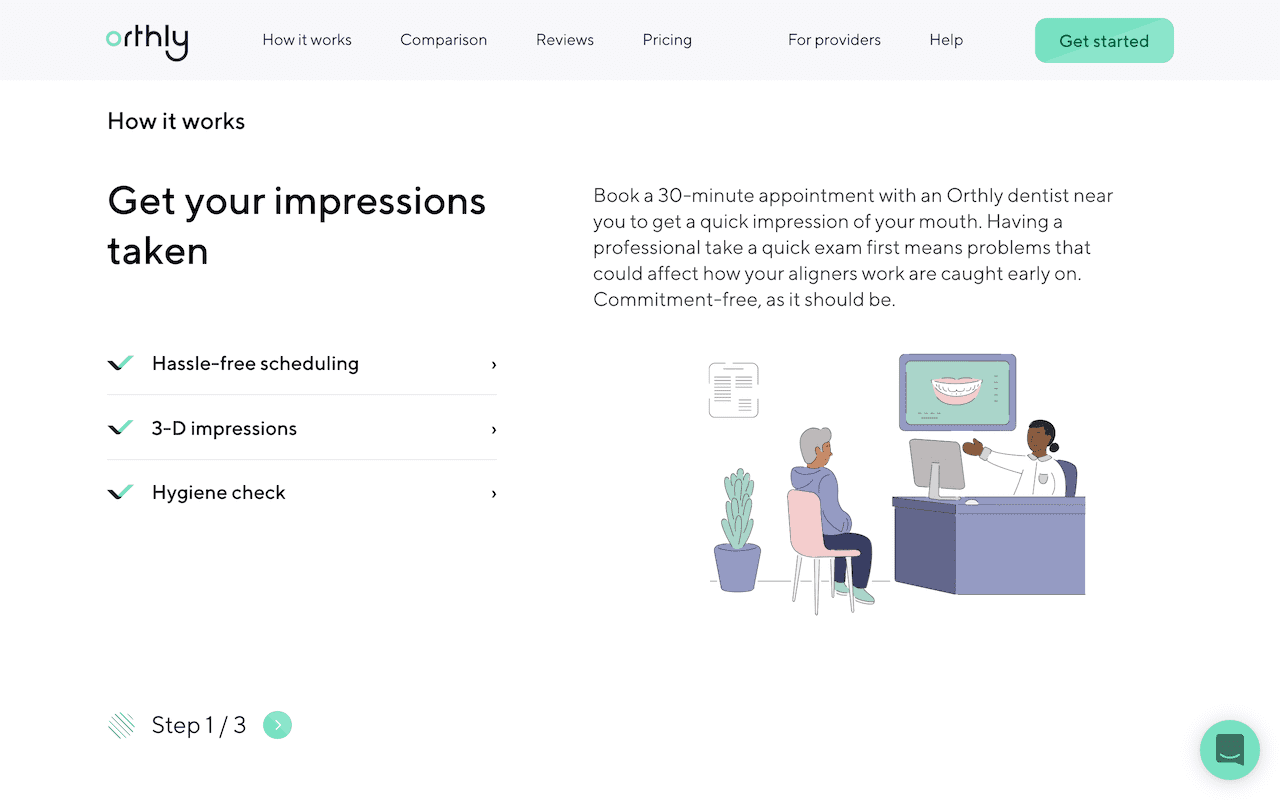 orthly
How it works
Comparison
Reviews
Pricing
For providers
Help
Get started
How it works
Get your impressions
taken
Book a 30-minute appointment with an Orthly dentist near
you to get a quick impression of your mouth. Having a
professional take a quick exam first means problems that
could affect how your aligners work are caught early on.
Commitment-free, as it should be.
Hassle-free scheduling ›
3-D impressions ›
Hygiene check ›
Step 1 / 3